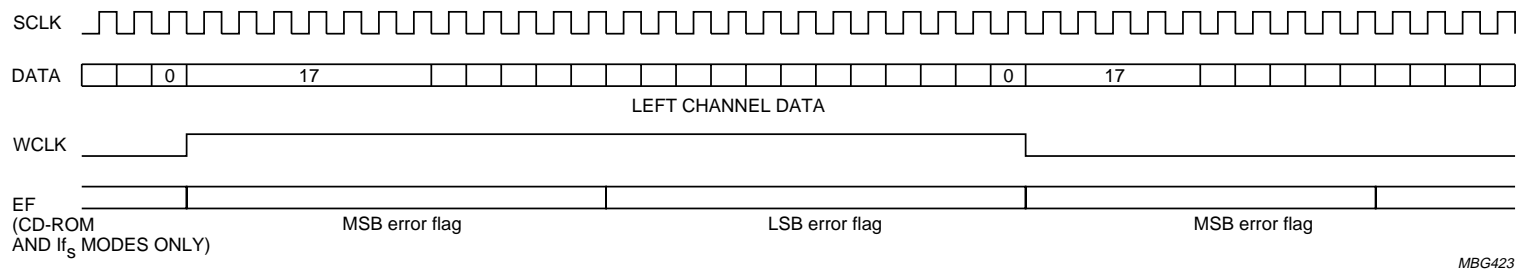 SCLK
DATA 0 17 0 17
LEFT CHANNEL DATA
WCLK
EF
(CD-ROM
AND Ifs MODES ONLY)
MSB error flag LSB error flag MSB error flag
MBG423